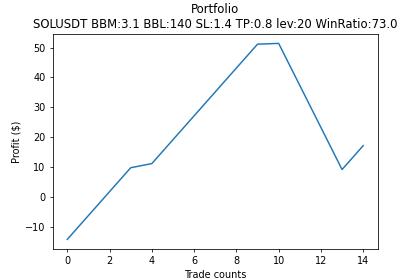 Portfolio
SOLUSDT BBM:3.1 BBL:140 SL:1.4 TP:0.8 lev:20 WinRatio:73.0
50
40
30
20
10
0
−10
Profit ($)
0 2 4 6 8 10 12 14
Trade counts